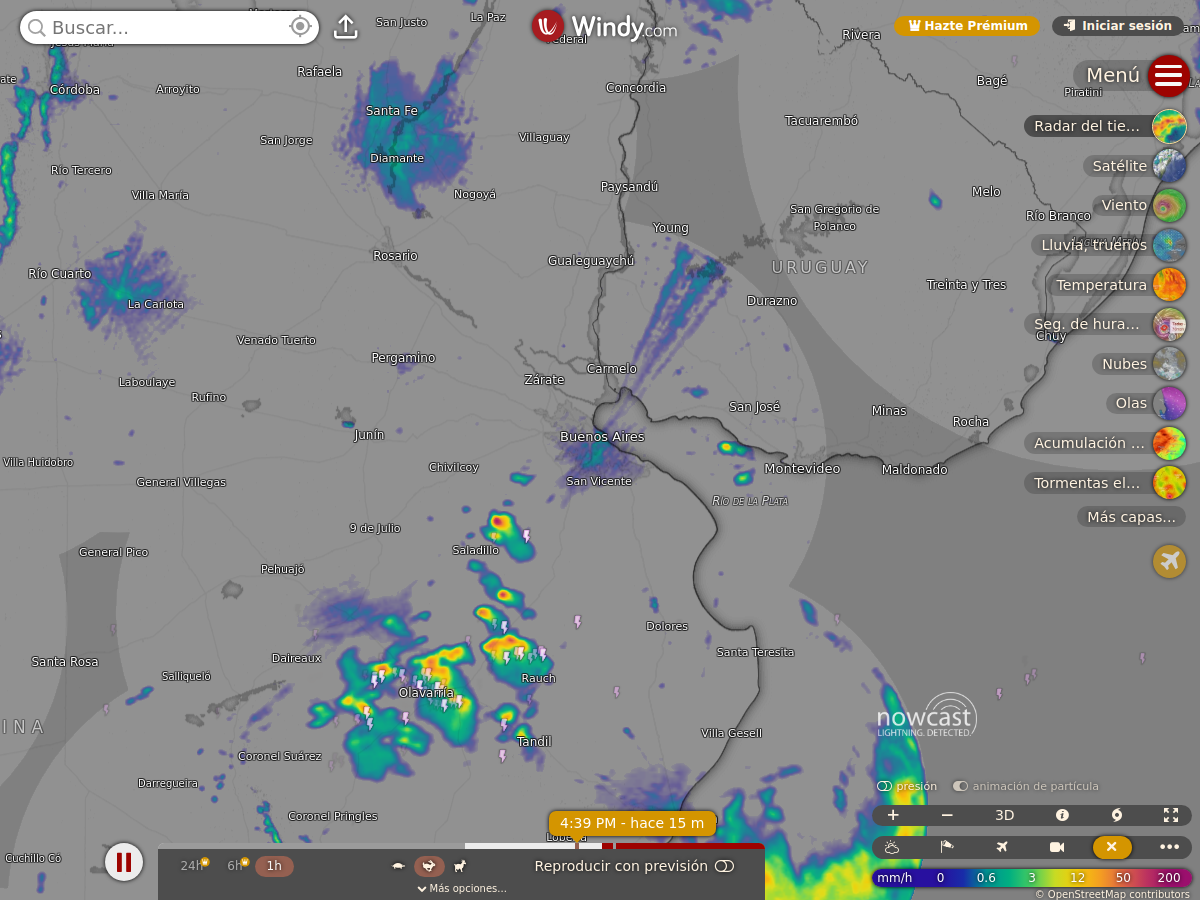 Buscar...
Windy.com
Hazte Prémium
Iniciar sesión
Menú
Radar del tie...
Satélite
Viento
Lluvia, truenos
Temperatura
Seg. de hura...
Nubes
Olas
Acumulación ...
Tormentas el...
Más capas...
San Justo
La Paz
Federal
Rivera
Rafaela
Córdoba
Arroyito
Concordia
Bagé
Piratini
Santa Fe
Tacuarembó
San Jorge
Villaguay
Diamante
Río Tercero
Villa María
Nogoyá
Paysandú
Melo
San Gregorio de
Polanco
Río Branco
Young
Rosario
Gualeguaychú
URUGUAY
Río Cuarto
La Carlota
Durazno
Treinta y Tres
Venado Tuerto
Chuy
Pergamino
Carmelo
Zárate
Laboulaye
Rufino
San José
Minas
Rocha
Junín
Buenos Aires
Villa Huidobro
Chivilcoy
Montevideo
Maldonado
General Villegas
San Vicente
Río de la Plata
9 de Julio
General Pico
Saladillo
Pehuajó
Dolores
Santa Rosa
Daireaux
Santa Teresita
Salliqueló
Rauch
Olavarría
INA
Tandil
Villa Gesell
Coronel Suárez
Darregueira
Coronel Pringles
Cuchillo Có
nowcast
LIGHTNING. DETECTED.
presión
animación de partícula
3D
4:39 PM - hace 15 m
24h
6h
1h
Reproducir con previsión
Más opciones...
mm/h 0 0.6 3 12 50 200
© OpenStreetMap contributors